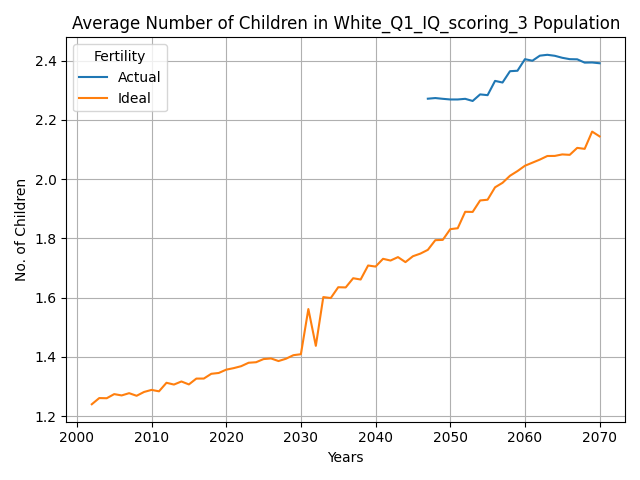 Average Number of Children in White_Q1_IQ_scoring_3 Population
Fertility
Actual
Ideal
No. of Children
2.4
2.2
2.0
1.8
1.6
1.4
1.2
2000 2010 2020 2030 2040 2050 2060 2070
Years